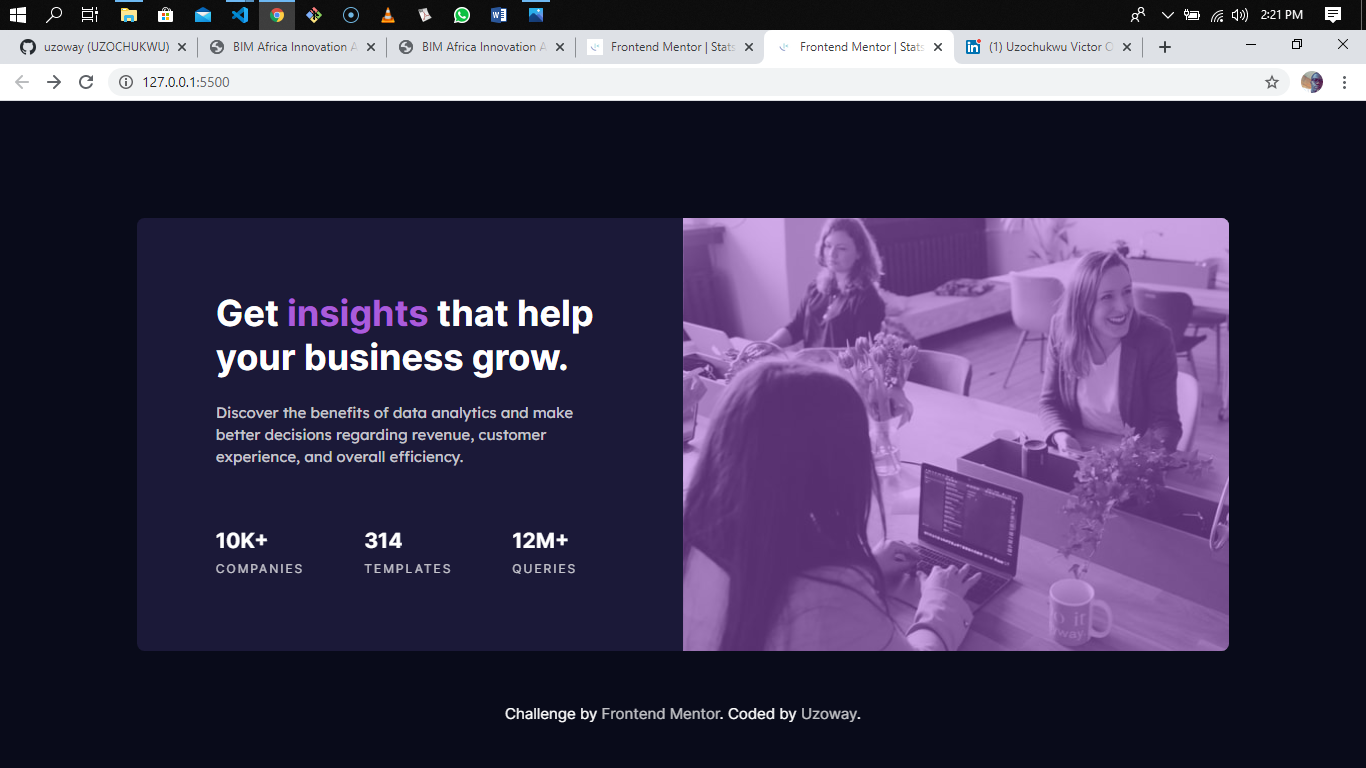 2:21 PM
uzoway (UZOCHUKWU)
BIM Africa Innovation
BIM Africa Innovation
Frontend Mentor | Stats
Frontend Mentor | Stats
(1) Uzochukwu Victor
127.0.0.1:5500
Get insights that help
your business grow.
Discover the benefits of data analytics and make
better decisions regarding revenue, customer
experience, and overall efficiency.
10K+ 314 12M+
COMPANIES TEMPLATES QUERIES
Challenge by Frontend Mentor. Coded by Uzoway.